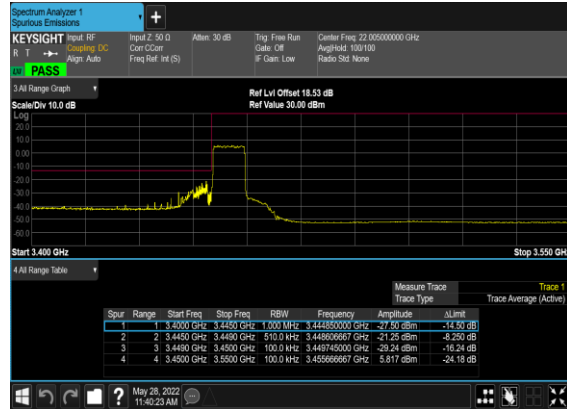 Spectrum Analyzer 1
Spurious Emissions
+
KEYSIGHT Input: RF Input Z: 50 Ω Atten: 30 dB Trig: Free Run Center Freq: 22.005000000 GHz
R T Coupling: DC Corr CCorr Gate: Off Avg|Hold: 100/100
Align: Auto Freq Ref: Int (S) IF Gain: Low Radio Std: None
PASS
3 All Range Graph
Ref Lvl Offset 18.53 dB
Scale/Div 10.0 dB Ref Value 30.00 dBm
Log
20.0
10.0
0.00
-10.0
-20.0
-30.0
-40.0
-50.0
-60.0
Start 3.400 GHz Stop 3.550 GH
4 All Range Table
Measure Trace Trace 1
Trace Type Trace Average (Active)
Spur Range Start Freq Stop Freq RBW Frequency Amplitude ΔLimit
1 1 3.4000 GHz 3.4450 GHz 1.000 MHz 3.444850000 GHz -27.50 dBm -14.50 dB
2 2 3.4450 GHz 3.4490 GHz 510.0 kHz 3.448606667 GHz -21.25 dBm -8.250 dB
3 3 3.4490 GHz 3.4500 GHz 100.0 kHz 3.449745000 GHz -29.24 dBm -16.24 dB
4 4 3.4500 GHz 3.5500 GHz 100.0 kHz 3.455666667 GHz 5.817 dBm -24.18 dB
? May 28, 2022
11:40:23 AM